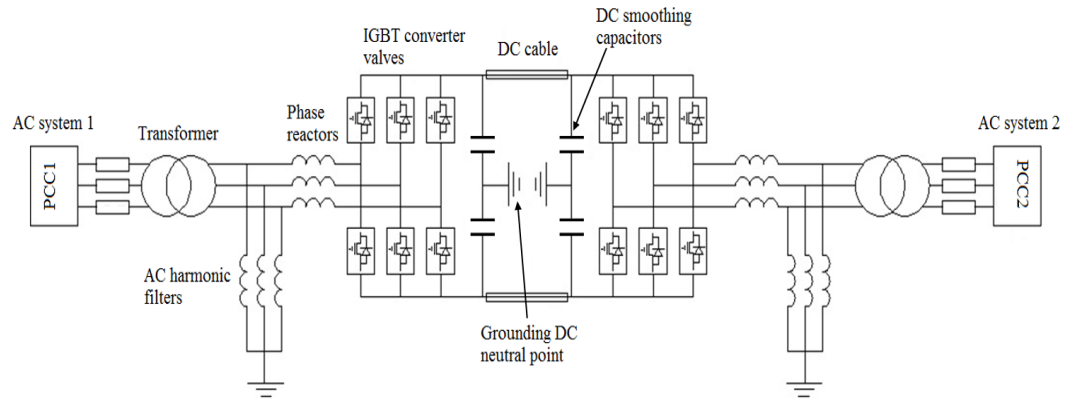 IGBT converter
valves
DC cable
DC smoothing
capacitors
AC system 1
Transformer
Phase
reactors
AC system 2
PCC1
PCC2
AC harmonic
filters
Grounding DC
neutral point